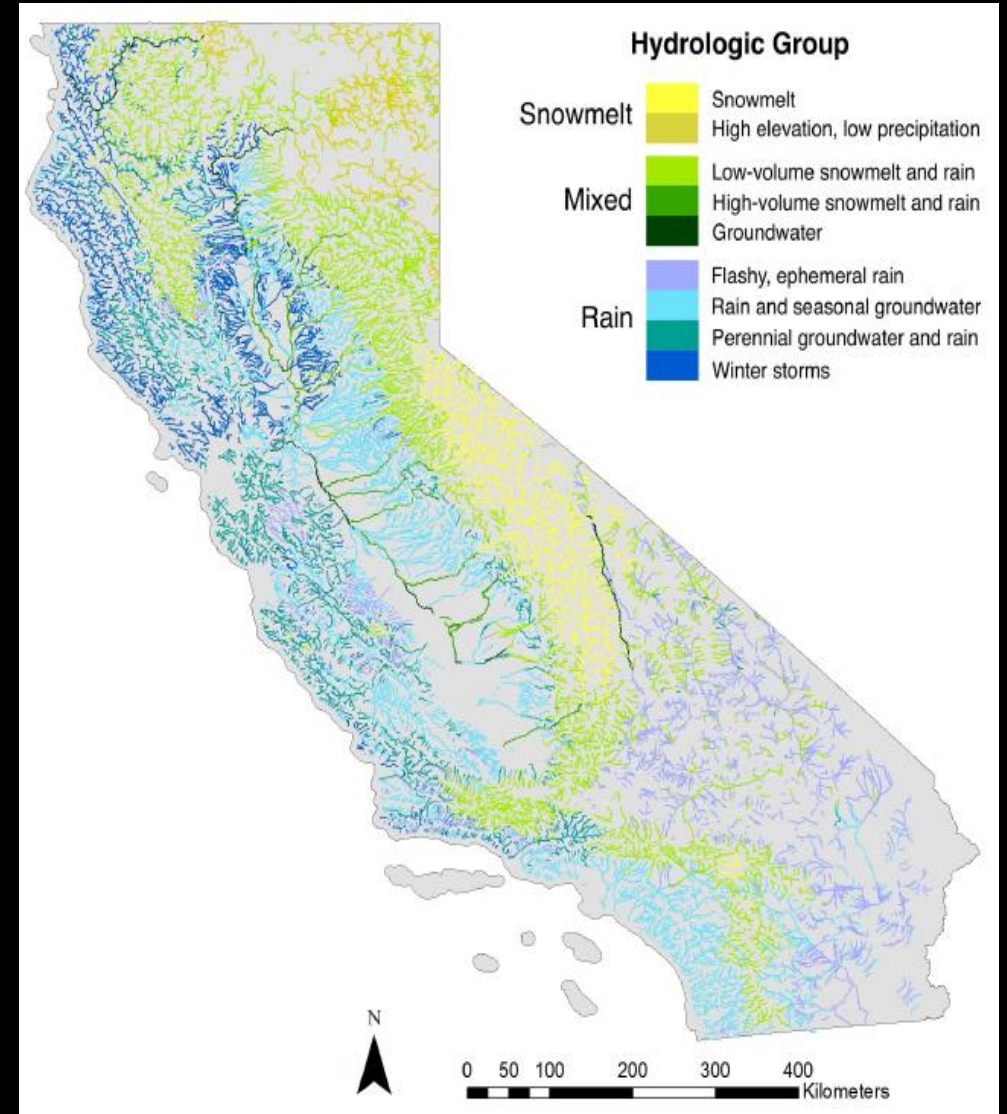 Hydrologic Group
Snowmelt
Snowmelt
High elevation, low precipitation
Mixed
Low-volume snowmelt and rain
High-volume snowmelt and rain
Groundwater
Rain
Flashy, ephemeral rain
Rain and seasonal groundwater
Perennial groundwater and rain
Winter storms
N
0 50 100 200 300 400
Kilometers